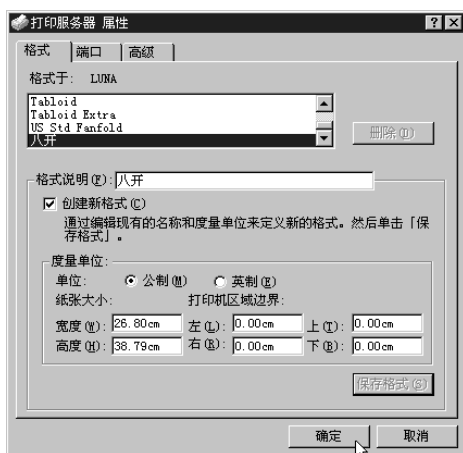 打印服务器 属性
格式 端口 高级
格式于: LUNA
Tabloid
Tabloid Extra
US Std Fanfold
八开
删除(D)
格式说明(E): 八开
创建新格式(C)
通过编辑现有的名称和度量单位来定义新的格式。然后单击「保
存格式」。
度量单位:
单位: 公制(M) 英制(E)
纸张大小: 打印机区域边界:
宽度(W): 26.80cm 左(L): 0.00cm 上(T): 0.00cm
高度(H): 38.79cm 右(R): 0.00cm 下(B): 0.00cm
保存格式(S)
确定 取消